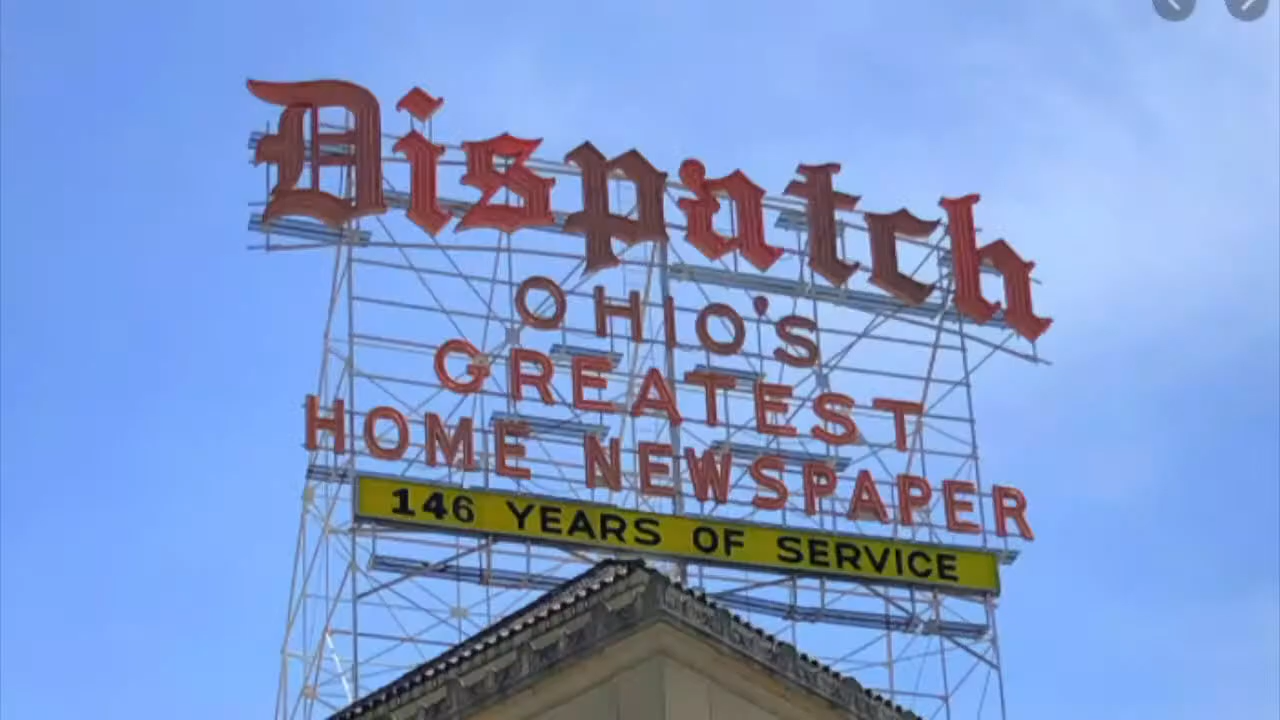 Dispatch
OHIO'S
GREATEST
HOME NEWSPAPER
146 YEARS OF SERVICE